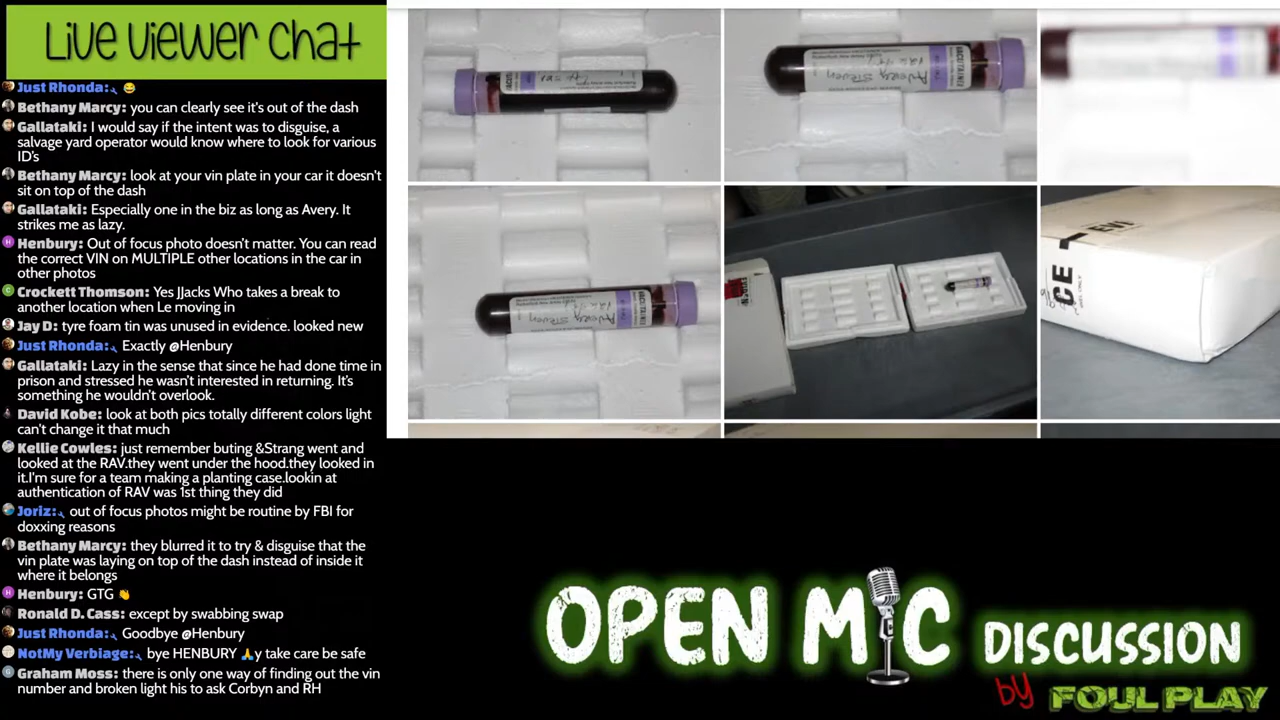 Live viewer chat
Just Rhonda: 😂
Bethany Marcy: you can clearly see it's out of the dash
Gallataki: I would say if the intent was to disguise, a
salvage yard operator would know where to look for various
ID's
Bethany Marcy: look at your vin plate in your car it doesn't
sit on top of the dash
Gallataki: Especially one in the biz as long as Avery. It
strikes me as lazy.
Henbury: Out of focus photo doesn't matter. You can read
the correct VIN on MULTIPLE other locations in the car in
other photos
Crockett Thomson: Yes JJacks Who takes a break to
another location when Le moving in
Jay D: tyre foam tin was unused in evidence. looked new
Just Rhonda: Exactly @Henbury
Gallataki: Lazy in the sense that since he had done time in
prison and stressed he wasn't interested in returning. It's
something he wouldn't overlook.
David Kobe: look at both pics totally different colors light
can't change it that much
Kellie Cowles: just remember buting &Strang went and
looked at the RAV.they went under the hood.they looked in
it.I'm sure for a team making a planting case.lookin at
authentication of RAV was 1st thing they did
Joriz: out of focus photos might be routine by FBI for
doxxing reasons
Bethany Marcy: they blurred it to try & disguise that the
vin plate was laying on top of the dash instead of inside it
where it belongs
Henbury: GTG 👏
Ronald D. Cass: except by swabbing swap
Just Rhonda: Goodbye @Henbury
NotMy Verbiage: bye HENBURY 🙏y take care be safe
Graham Moss: there is only one way of finding out the vin
number and broken light his to ask Corbyn and RH
VACUTAINER
Avery Steven
VACUTAINER
Avery Steven
CE
EVI
OPEN MIC DISCUSSION
by FOUL PLAY